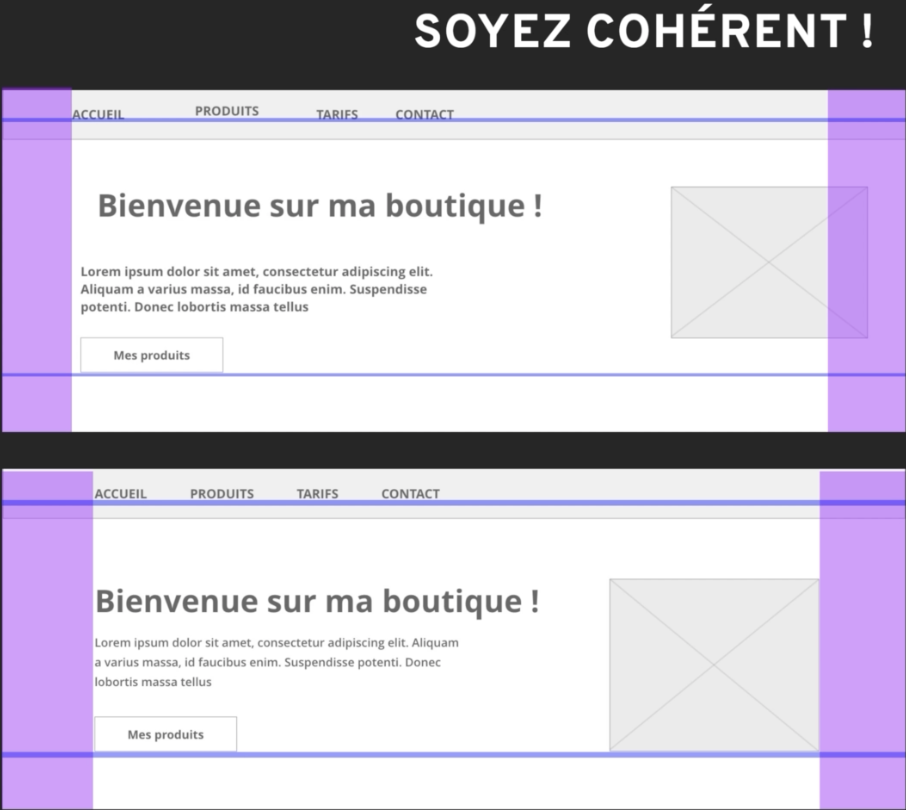 SOYEZ COHÉRENT !
ACCUEIL PRODUITS TARIFS CONTACT
Bienvenue sur ma boutique !
Lorem ipsum dolor sit amet, consectetur adipiscing elit.
Aliquam a varius massa, id faucibus enim. Suspendisse
potenti. Donec lobortis massa tellus
Mes produits
ACCUEIL PRODUITS TARIFS CONTACT
Bienvenue sur ma boutique !
Lorem ipsum dolor sit amet, consectetur adipiscing elit. Aliquam
a varius massa, id faucibus enim. Suspendisse potenti. Donec
lobortis massa tellus
Mes produits